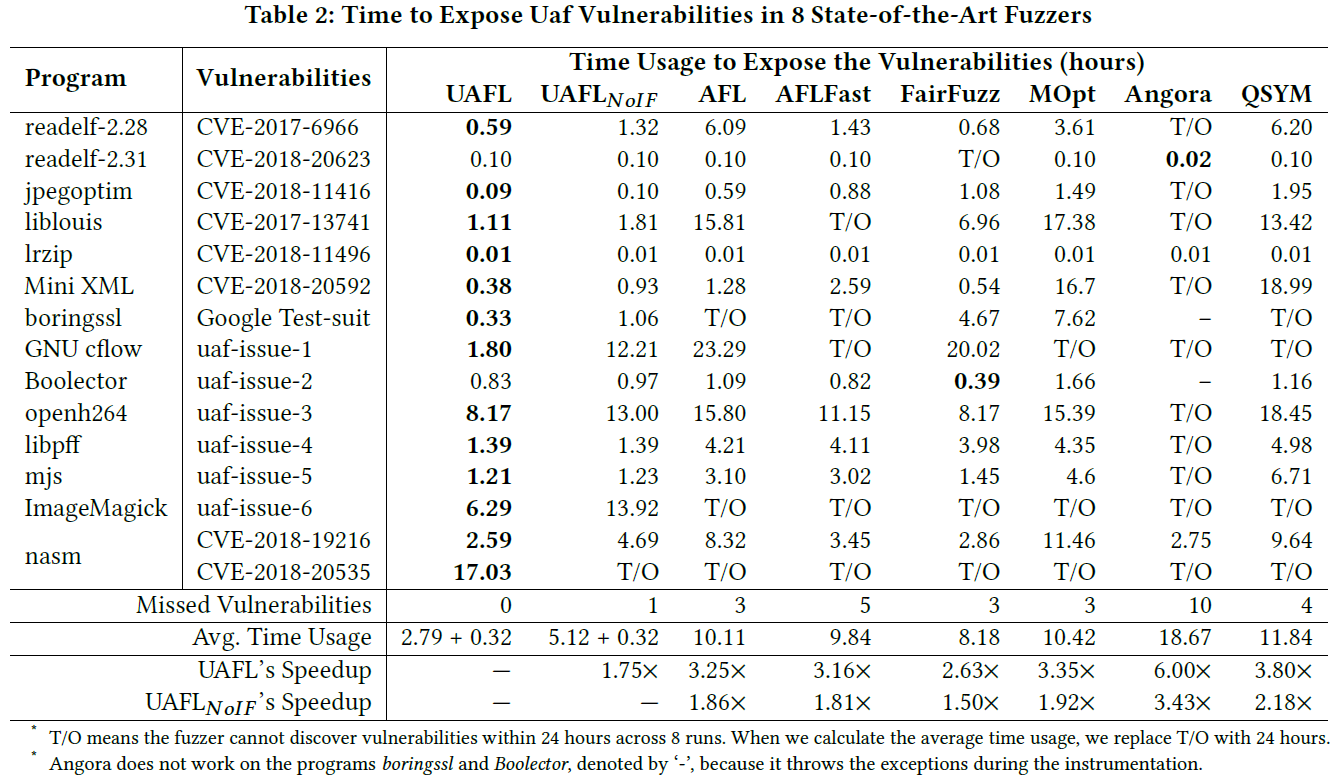 Table 2: Time to Expose Uaf Vulnerabilities in 8 State-of-the-Art Fuzzers
Program Vulnerabilities Time Usage to Expose the Vulnerabilities (hours)
UAFL UAFL_NoIF AFL AFLFast FairFuzz MOpt Angora QSYM
readelf-2.28 CVE-2017-6966 0.59 1.32 6.09 1.43 0.68 3.61 T/O 6.20
readelf-2.31 CVE-2018-20623 0.10 0.10 0.10 0.10 T/O 0.10 0.02 0.10
jpegoptim CVE-2018-11416 0.09 0.10 0.59 0.88 1.08 1.49 T/O 1.95
liblouis CVE-2017-13741 1.11 1.81 15.81 T/O 6.96 17.38 T/O 13.42
lrzip CVE-2018-11496 0.01 0.01 0.01 0.01 0.01 0.01 0.01 0.01
Mini XML CVE-2018-20592 0.38 0.93 1.28 2.59 0.54 16.7 T/O 18.99
boringssl Google Test-suit 0.33 1.06 T/O T/O 4.67 7.62 – T/O
GNU cflow uaf-issue-1 1.80 12.21 23.29 T/O 20.02 T/O T/O T/O
Boolector uaf-issue-2 0.83 0.97 1.09 0.82 0.39 1.66 – 1.16
openh264 uaf-issue-3 8.17 13.00 15.80 11.15 8.17 15.39 T/O 18.45
libpff uaf-issue-4 1.39 1.39 4.21 4.11 3.98 4.35 T/O 4.98
mjs uaf-issue-5 1.21 1.23 3.10 3.02 1.45 4.6 T/O 6.71
ImageMagick uaf-issue-6 6.29 13.92 T/O T/O T/O T/O T/O T/O
nasm CVE-2018-19216 2.59 4.69 8.32 3.45 2.86 11.46 2.75 9.64
CVE-2018-20535 17.03 T/O T/O T/O T/O T/O T/O T/O
Missed Vulnerabilities 0 1 3 5 3 3 10 4
Avg. Time Usage 2.79 + 0.32 5.12 + 0.32 10.11 9.84 8.18 10.42 18.67 11.84
UAFL's Speedup — 1.75× 3.25× 3.16× 2.63× 3.35× 6.00× 3.80×
UAFL_NoIF's Speedup — — 1.86× 1.81× 1.50× 1.92× 3.43× 2.18×
* T/O means the fuzzer cannot discover vulnerabilities within 24 hours across 8 runs. When we calculate the average time usage, we replace T/O with 24 hours.
* Angora does not work on the programs boringssl and Boolector, denoted by '-', because it throws the exceptions during the instrumentation.